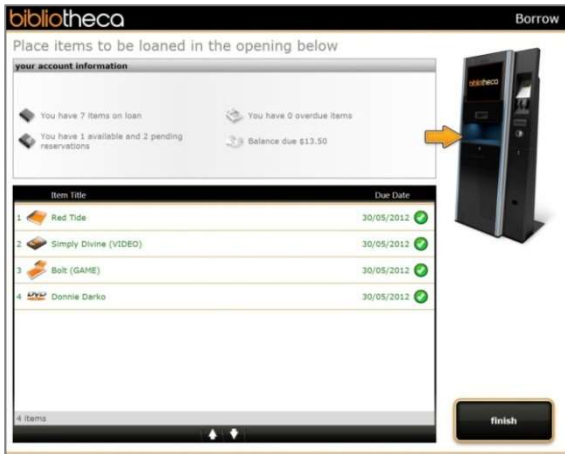 bibliotheca
Borrow
Place items to be loaned in the opening below
your account information
You have 7 items on loan
You have 0 overdue items
You have 1 available and 2 pending
reservations
Balance due $13.50
bibliotheca
Item Title Due Date
1 Red Tide 30/05/2012
2 Simply Divine (VIDEO) 30/05/2012
3 Bolt (GAME) 30/05/2012
4 DVD Donnie Darko 30/05/2012
4 items
finish